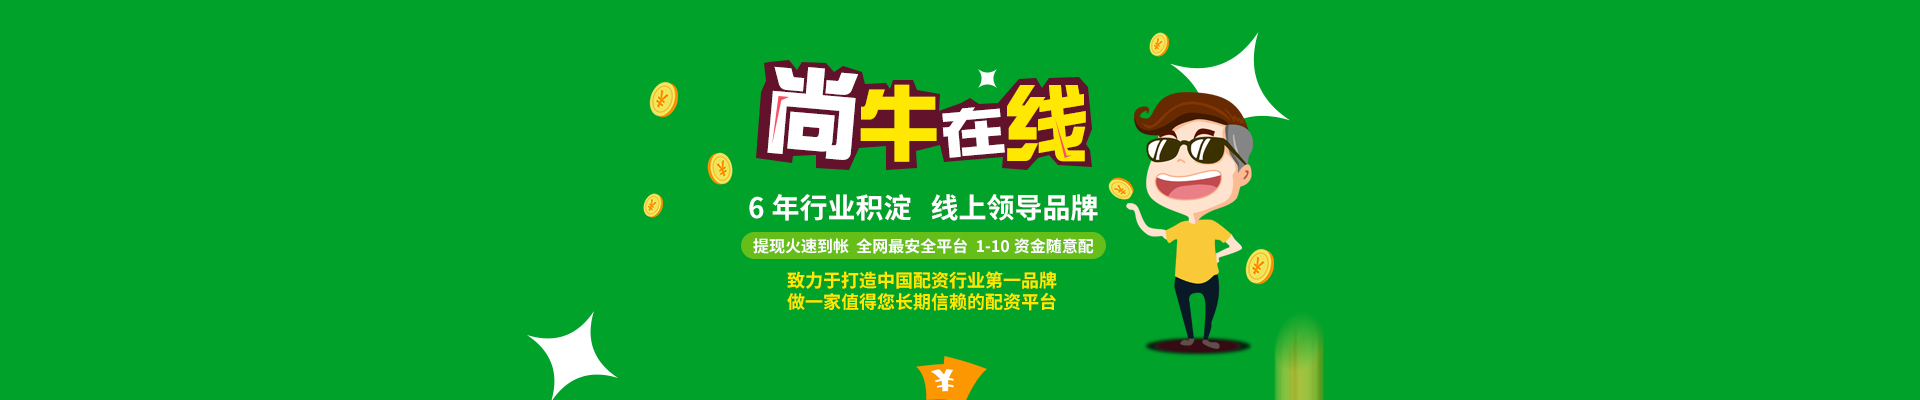 尚牛在线
6 年行业积淀 线上领导品牌
提现火速到帐 全网最安全平台 1-10 资金随意配
致力于打造中国配资行业第一品牌
做一家值得您长期信赖的配资平台
¥